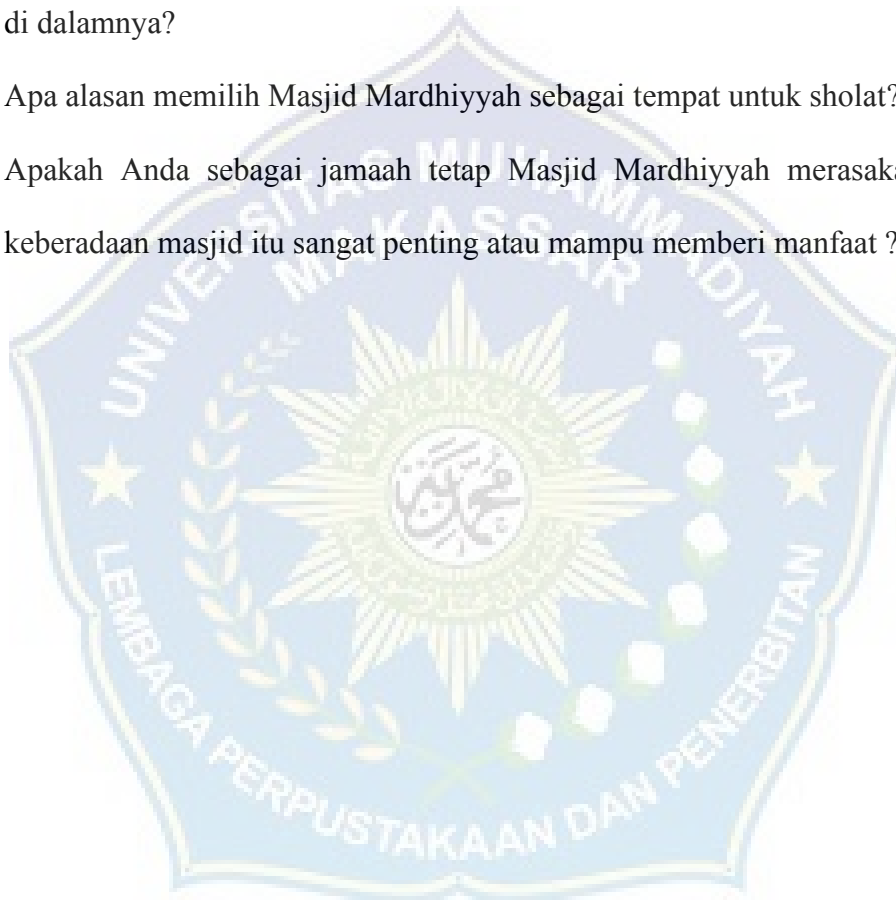 di dalamnya?
Apa alasan memilih Masjid Mardhiyyah sebagai tempat untuk sholat?
Apakah Anda sebagai jamaah tetap Masjid Mardhiyyah
keberadaan masjid itu sangat penting atau mampu memberi manfaat ?
UNIVERSITAS MUHAMMADIYAH
MAKASSAR
محمدية
LEMBAGA PERPUSTAKAAN DAN PENERBITAN